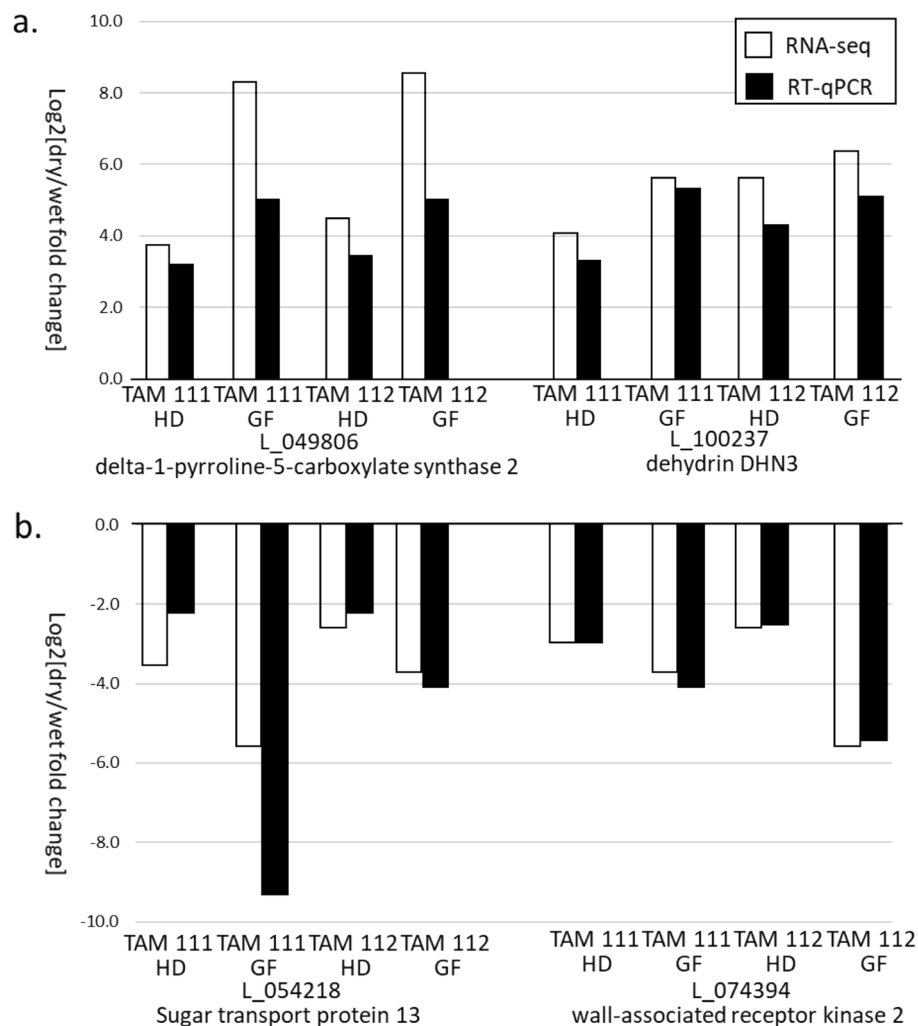 a.
10.0
8.0
6.0
4.0
2.0
0.0
Log2[dry/wet fold change]
RNA-seq
RT-qPCR
TAM 111 TAM 111 TAM 112 TAM 112
HD GF HD GF
L_049806
delta-1-pyrroline-5-carboxylate synthase 2
TAM 111 TAM 111 TAM 112 TAM 112
HD GF HD GF
L_100237
dehydrin DHN3
b.
0.0
-2.0
-4.0
-6.0
-8.0
-10.0
Log2[dry/wet fold change]
TAM 111 TAM 111 TAM 112 TAM 112
HD GF HD GF
L_054218
Sugar transport protein 13
TAM 111 TAM 111 TAM 112 TAM 112
HD GF HD GF
L_074394
wall-associated receptor kinase 2